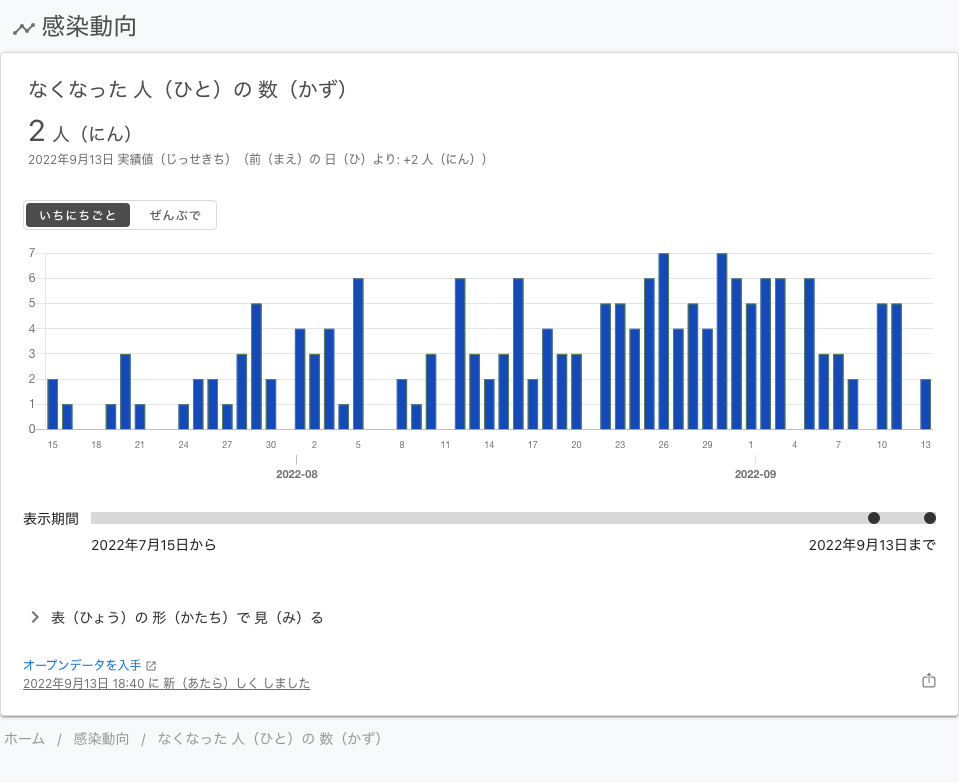 感染動向
なくなった 人（ひと）の 数（かず）
2 人（にん）
2022年9月13日 実績値（じっせきち）（前（まえ）の 日（ひ）より: +2 人（にん））
いちにちごと ぜんぶで
7
6
5
4
3
2
1
0
15 18 21 24 27 30 2 5 8 11 14 17 20 23 26 29 1 4 7 10 13
2022-08 2022-09
表示期間
2022年7月15日から 2022年9月13日まで
表（ひょう）の 形（かたち）で 見（み）る
オープンデータを入手
2022年9月13日 18:40 に 新（あたら）しく しました
ホーム / 感染動向 / なくなった 人（ひと）の 数（かず）